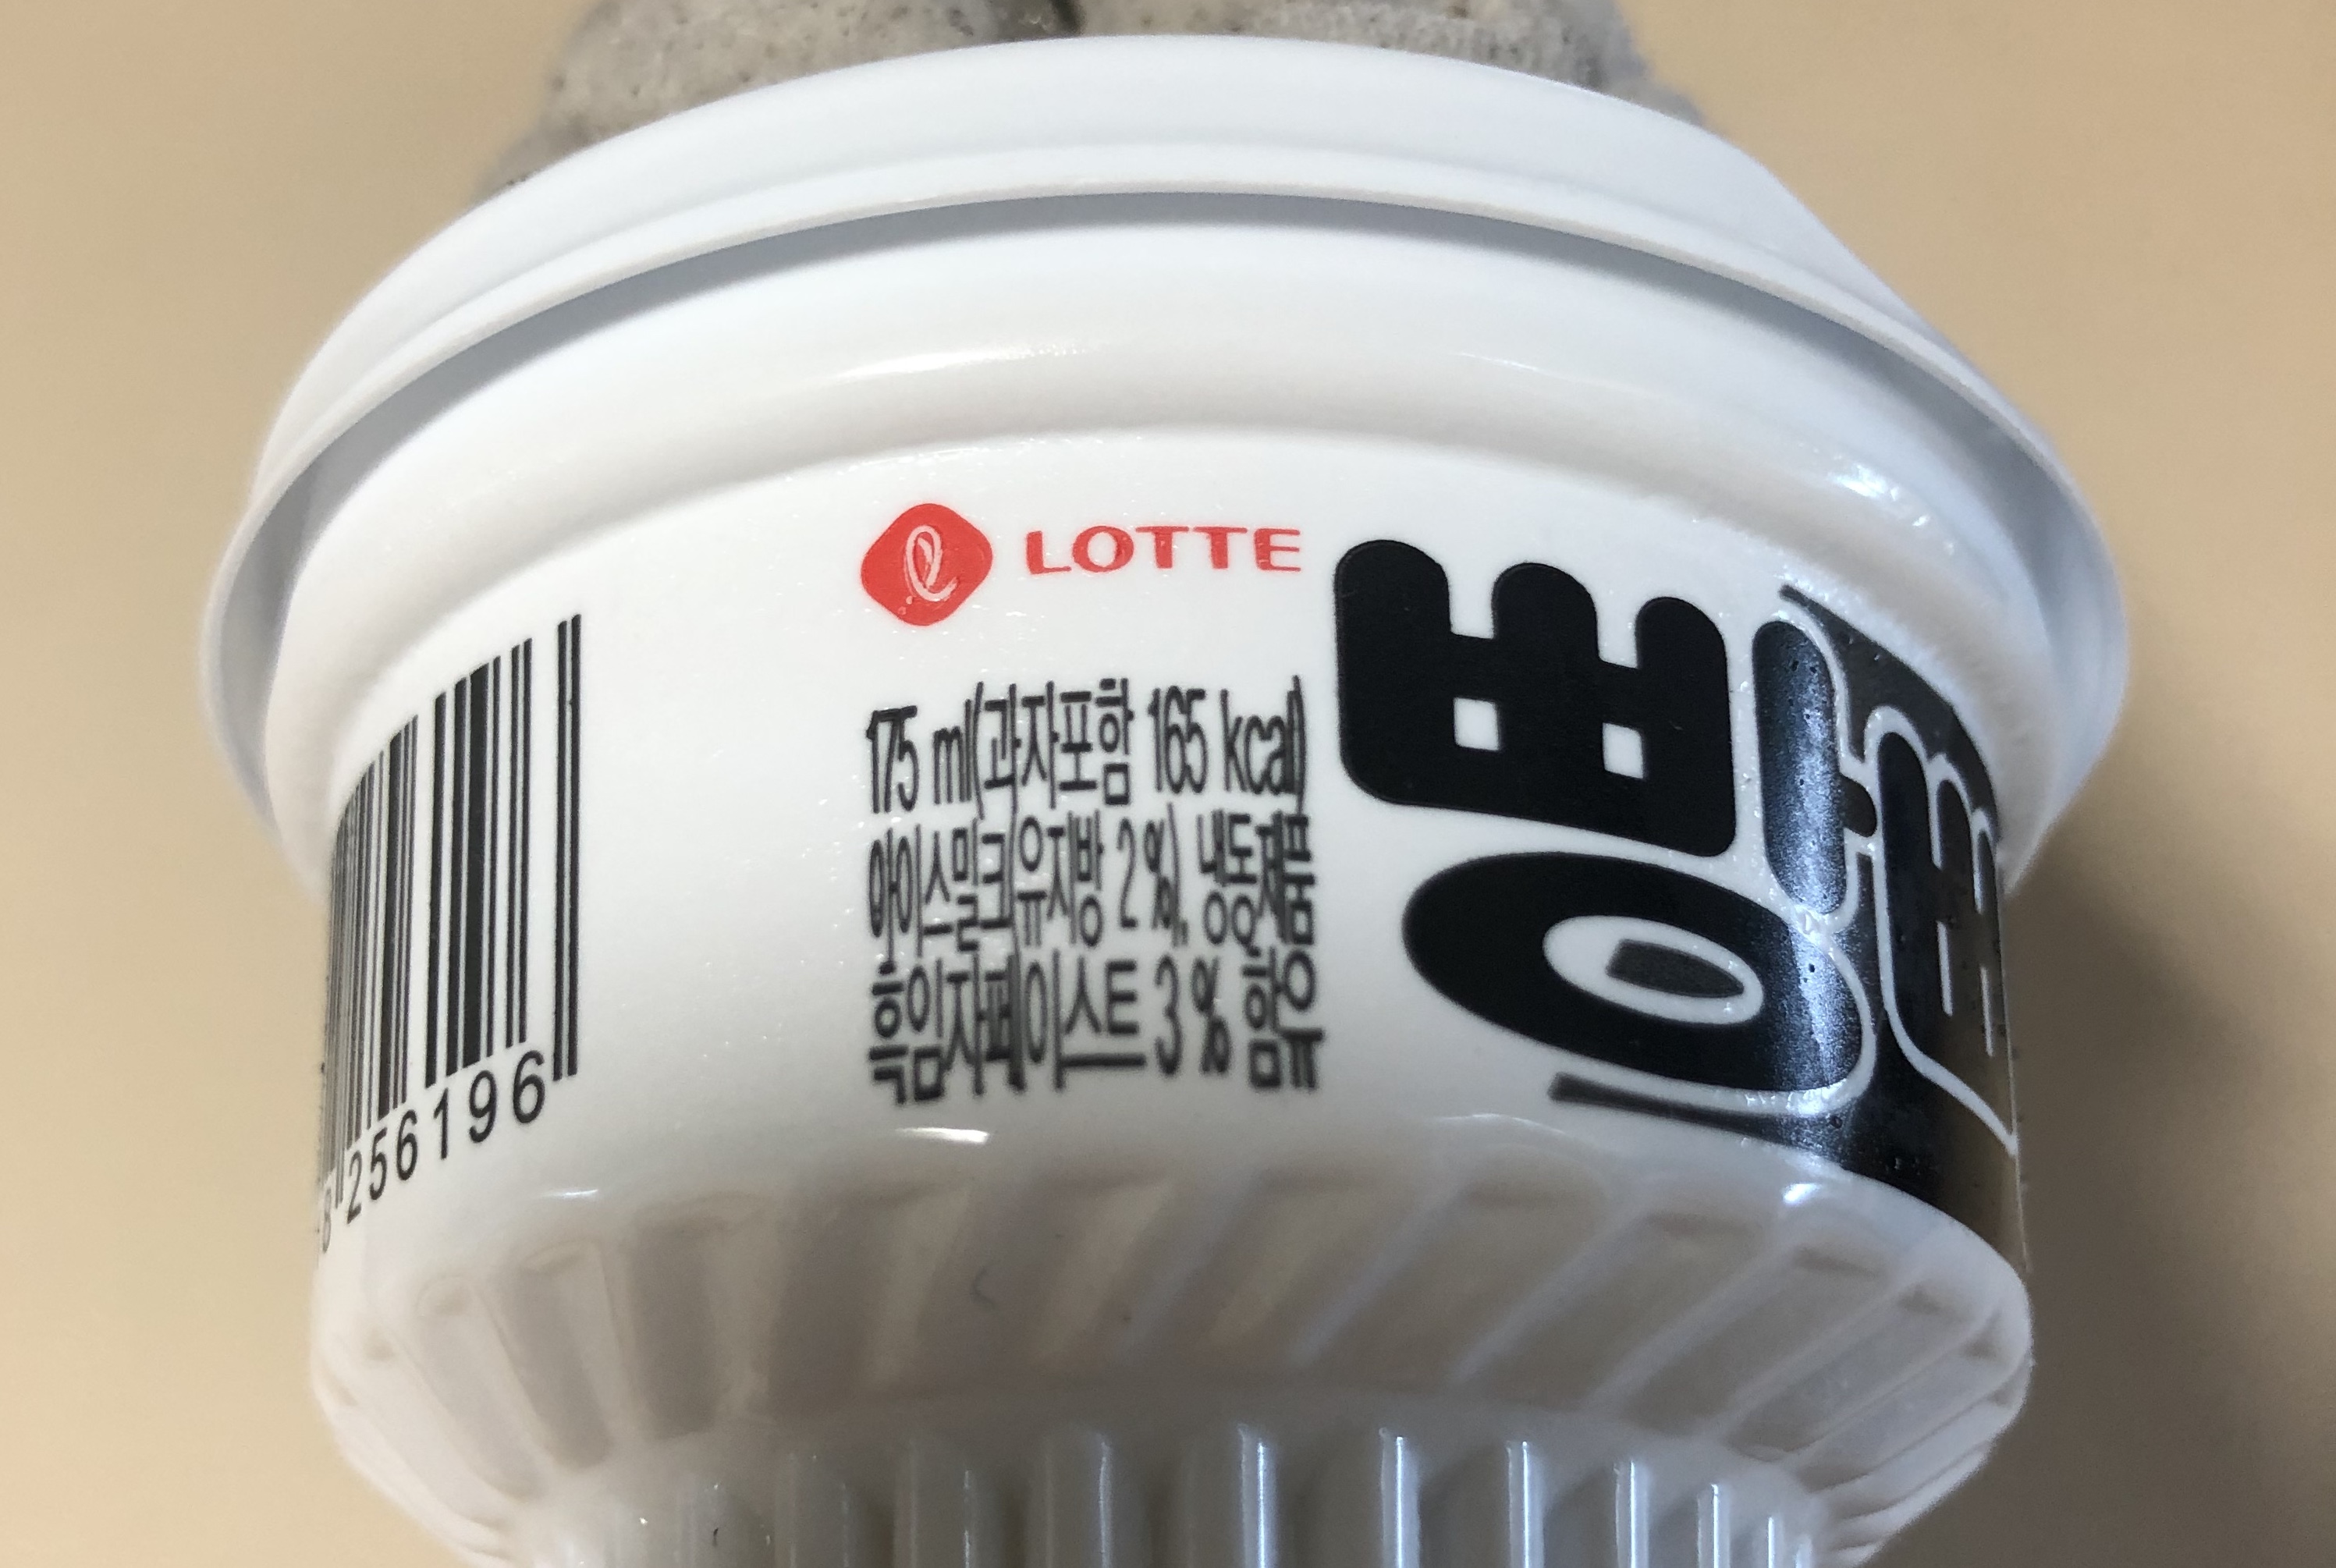 LOTTE
175 ml(과자포함 165 kcal)
아이스밀크(유지방 2 %), 냉동제품
흑임자페이스트 3 % 함유
8 256196